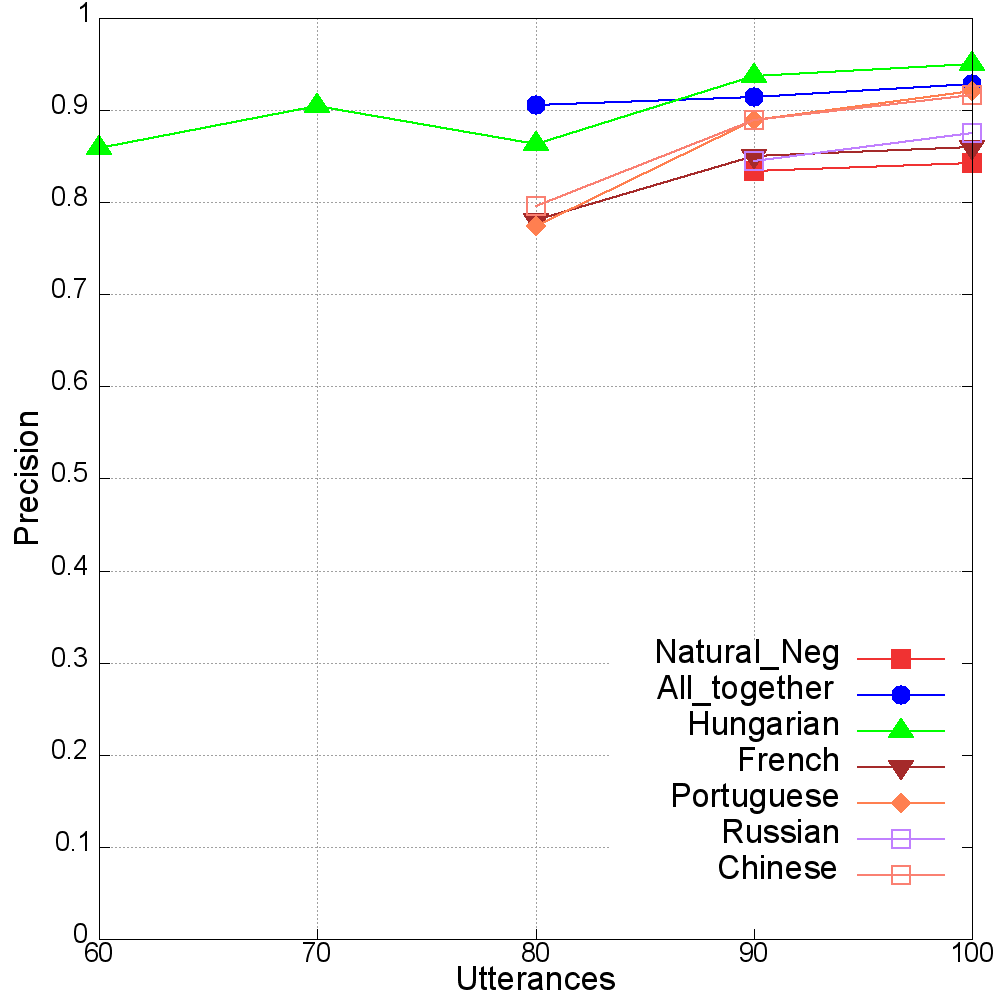 1
0.9
0.8
0.7
0.6
0.5
0.4
0.3
0.2
0.1
0
Precision
60 70 80 90 100
Utterances
Natural_Neg
All_together
Hungarian
French
Portuguese
Russian
Chinese